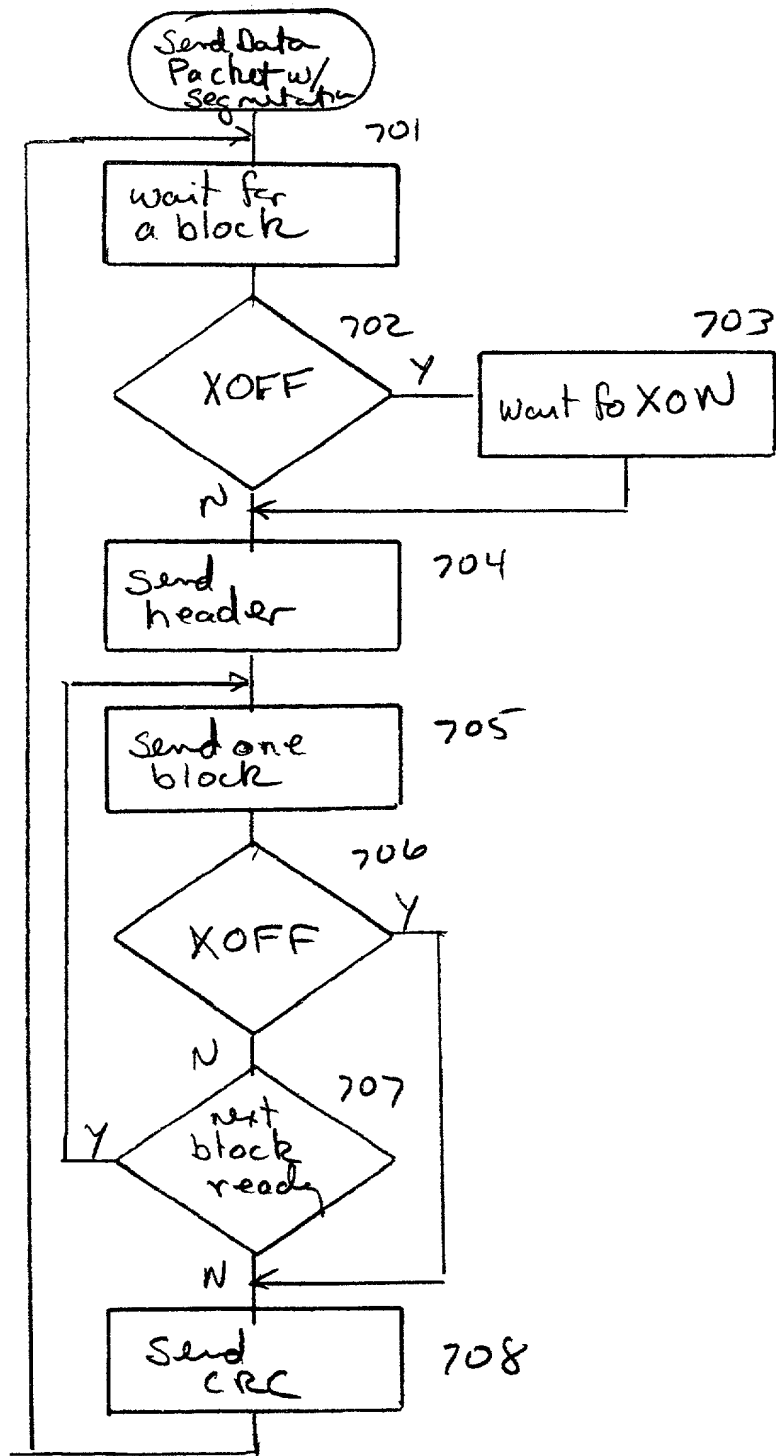 Send Data
Packet w/
Segmitation
701
wait for
a block
702
XOFF
Y
703
wait fo XON
N
704
Send
header
705
Send one
block
706
XOFF
Y
N
707
next
block
ready
Y
N
708
Send
CRC